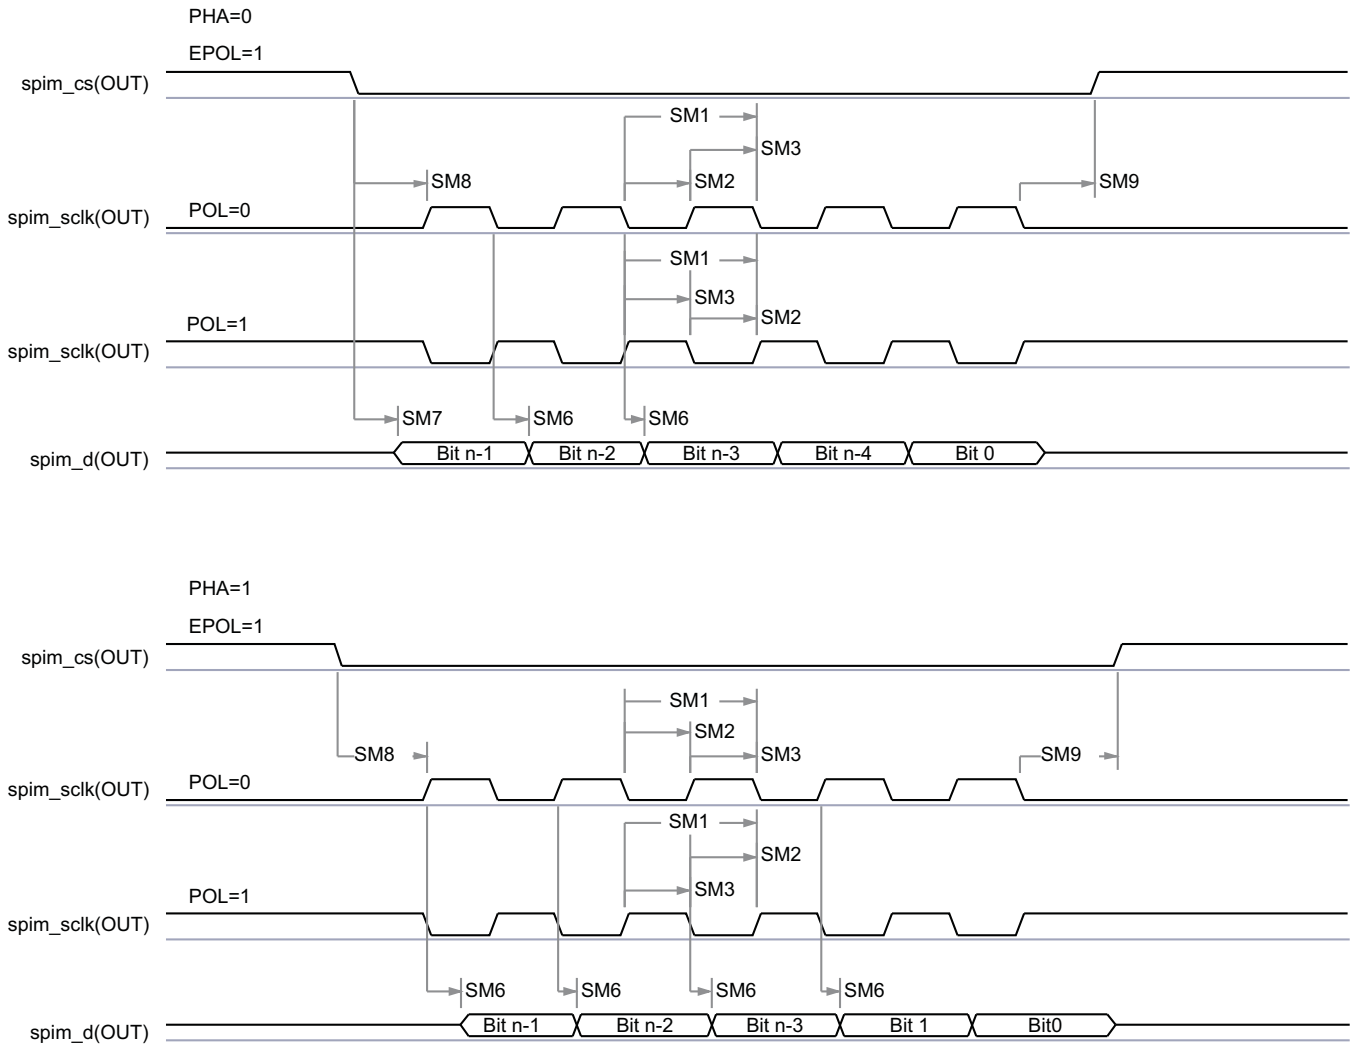 PHA=0
EPOL=1
spim_cs(OUT)
SM1
SM3
SM8
SM2
SM9
POL=0
spim_sclk(OUT)
SM1
SM3
SM2
POL=1
spim_sclk(OUT)
SM7
SM6
SM6
spim_d(OUT)
Bit n-1
Bit n-2
Bit n-3
Bit n-4
Bit 0
PHA=1
EPOL=1
spim_cs(OUT)
SM1
SM2
SM8
SM3
SM9
POL=0
spim_sclk(OUT)
SM1
SM2
SM3
POL=1
spim_sclk(OUT)
SM6
SM6
SM6
SM6
spim_d(OUT)
Bit n-1
Bit n-2
Bit n-3
Bit 1
Bit0